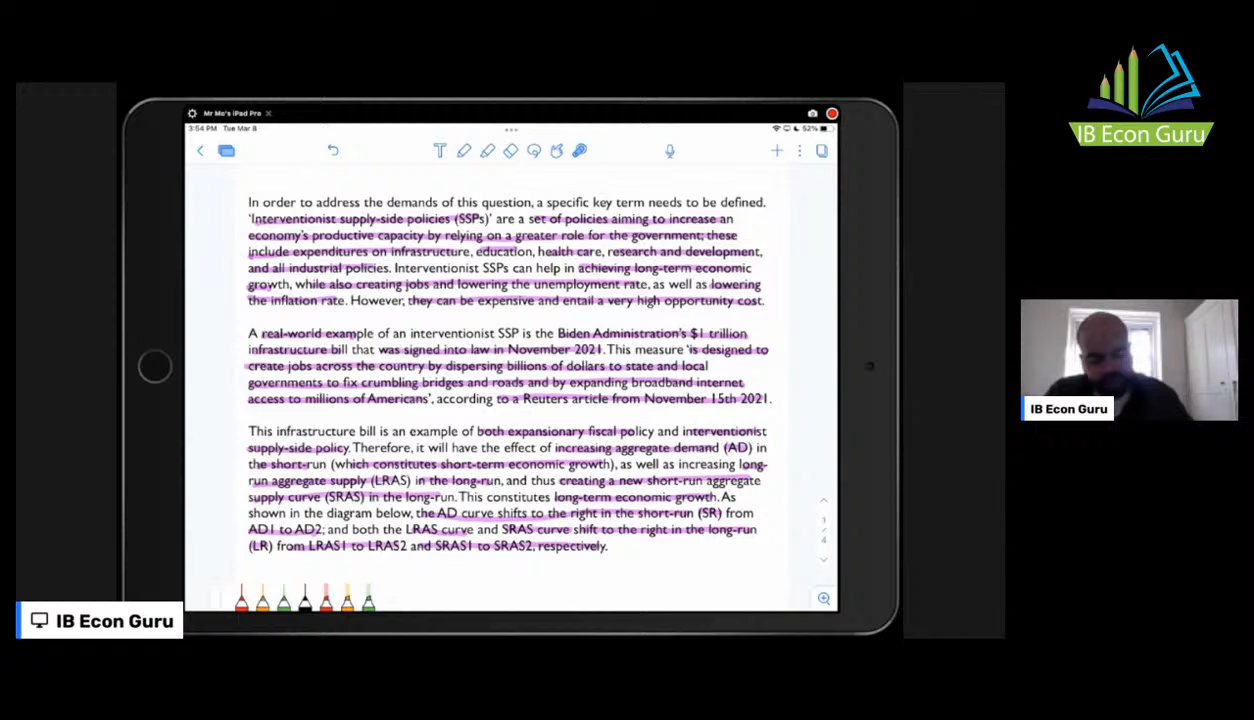 IB Econ Guru
Mr Mo's iPad Pro
3:54 PM Tue Mar 8
52%
In order to address the demands of this question, a specific key term needs to be defined.
'Interventionist supply-side policies (SSPs)' are a set of policies aiming to increase an
economy's productive capacity by relying on a greater role for the government; these
include expenditures on infrastructure, education, health care, research and development,
and all industrial policies. Interventionist SSPs can help in achieving long-term economic
growth, while also creating jobs and lowering the unemployment rate, as well as lowering
the inflation rate. However, they can be expensive and entail a very high opportunity cost.
A real-world example of an interventionist SSP is the Biden Administration's $1 trillion
infrastructure bill that was signed into law in November 2021. This measure 'is designed to
create jobs across the country by dispersing billions of dollars to state and local
governments to fix crumbling bridges and roads and by expanding broadband internet
access to millions of Americans', according to a Reuters article from November 15th 2021.
This infrastructure bill is an example of both expansionary fiscal policy and interventionist
supply-side policy. Therefore, it will have the effect of increasing aggregate demand (AD) in
the short-run (which constitutes short-term economic growth), as well as increasing long-
run aggregate supply (LRAS) in the long-run, and thus creating a new short-run aggregate
supply curve (SRAS) in the long-run. This constitutes long-term economic growth. As
shown in the diagram below, the AD curve shifts to the right in the short-run (SR) from
AD1 to AD2; and both the LRAS curve and SRAS curve shift to the right in the long-run
(LR) from LRAS1 to LRAS2 and SRAS1 to SRAS2, respectively.
1
4
IB Econ Guru
IB Econ Guru